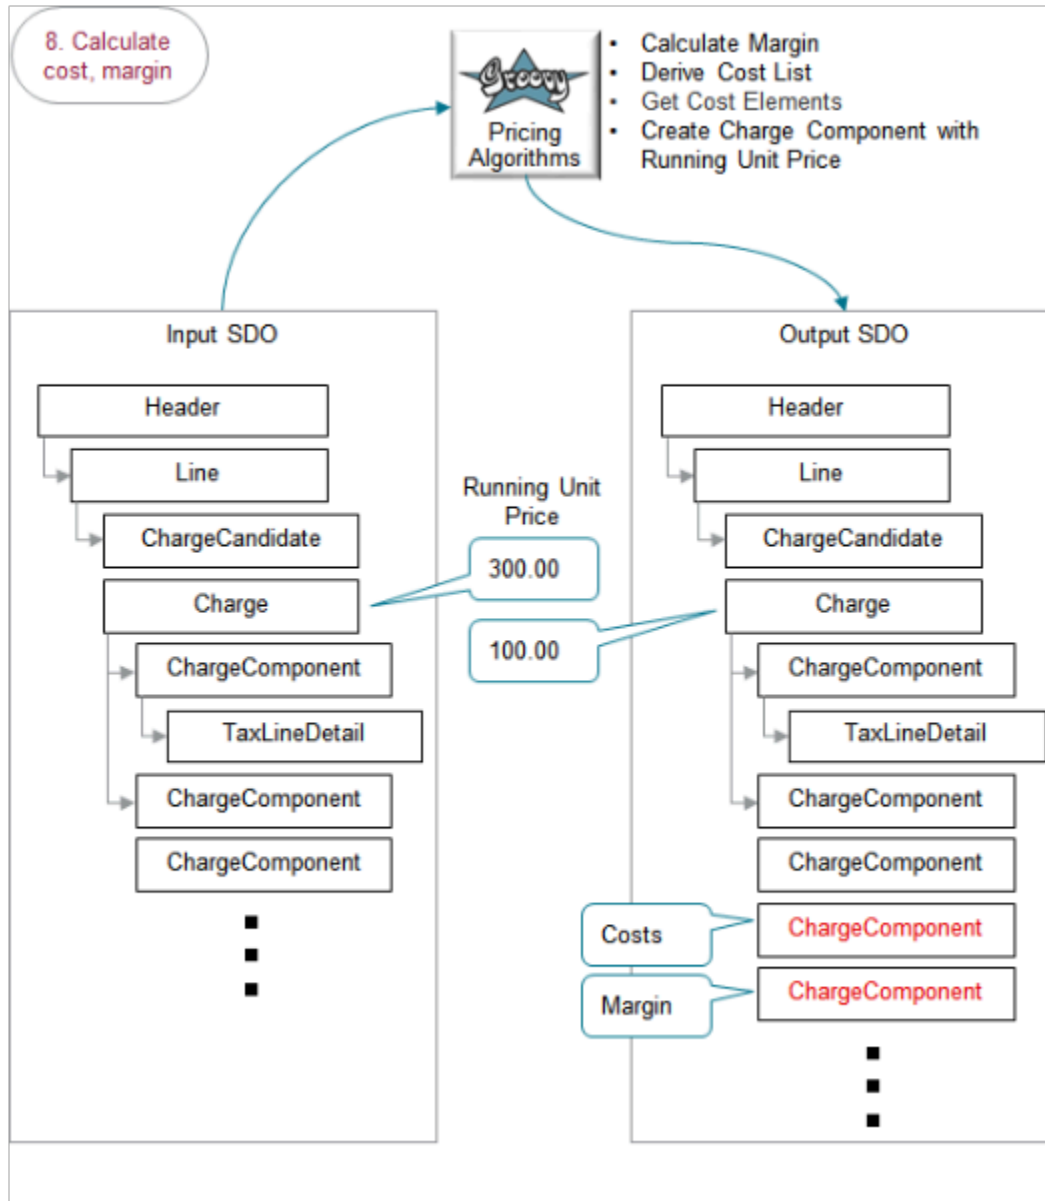 8. Calculate
cost, margin
Groovy
Pricing
Algorithms
• Calculate Margin
• Derive Cost List
• Get Cost Elements
• Create Charge Component with
Running Unit Price
Input SDO
Header
Line
ChargeCandidate
Charge
ChargeComponent
TaxLineDetail
ChargeComponent
ChargeComponent
Running Unit
Price
300.00
100.00
Output SDO
Header
Line
ChargeCandidate
Charge
ChargeComponent
TaxLineDetail
ChargeComponent
ChargeComponent
Costs
ChargeComponent
Margin
ChargeComponent